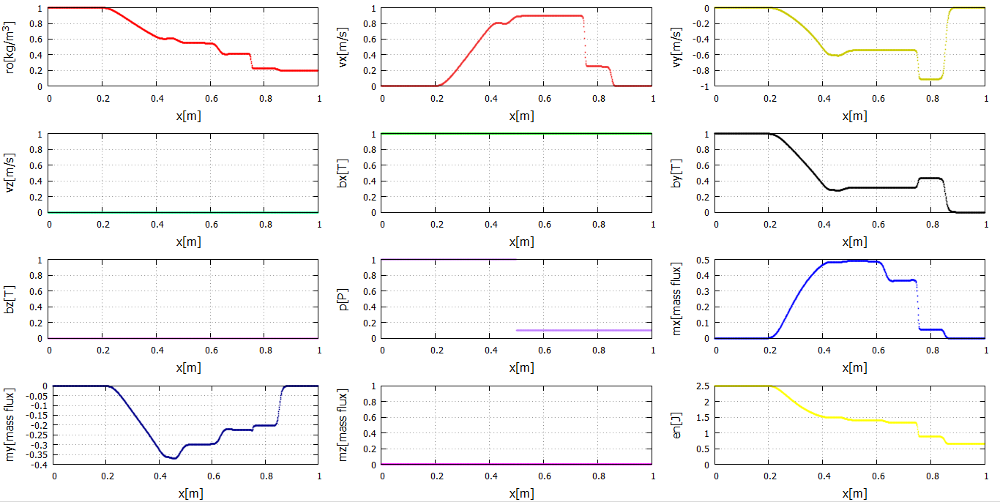 ro[kg/m³]
1
0.8
0.6
0.4
0.2
0
0 0.2 0.4 0.6 0.8 1
x[m]
vx[m/s]
1
0.8
0.6
0.4
0.2
0
0 0.2 0.4 0.6 0.8 1
x[m]
vy[m/s]
0
-0.2
-0.4
-0.6
-0.8
-1
0 0.2 0.4 0.6 0.8 1
x[m]
vz[m/s]
1
0.8
0.6
0.4
0.2
0
0 0.2 0.4 0.6 0.8 1
x[m]
bx[T]
1
0.8
0.6
0.4
0.2
0
0 0.2 0.4 0.6 0.8 1
x[m]
by[T]
1
0.8
0.6
0.4
0.2
0
0 0.2 0.4 0.6 0.8 1
x[m]
bz[T]
1
0.8
0.6
0.4
0.2
0
0 0.2 0.4 0.6 0.8 1
x[m]
p[P]
1
0.8
0.6
0.4
0.2
0
0 0.2 0.4 0.6 0.8 1
x[m]
mx[mass flux]
0.5
0.4
0.3
0.2
0.1
0
0 0.2 0.4 0.6 0.8 1
x[m]
my[mass flux]
0
-0.05
-0.1
-0.15
-0.2
-0.25
-0.3
-0.35
-0.4
0 0.2 0.4 0.6 0.8 1
x[m]
mz[mass flux]
1
0.8
0.6
0.4
0.2
0
0 0.2 0.4 0.6 0.8 1
x[m]
en[J]
2.5
2
1.5
1
0.5
0
0 0.2 0.4 0.6 0.8 1
x[m]